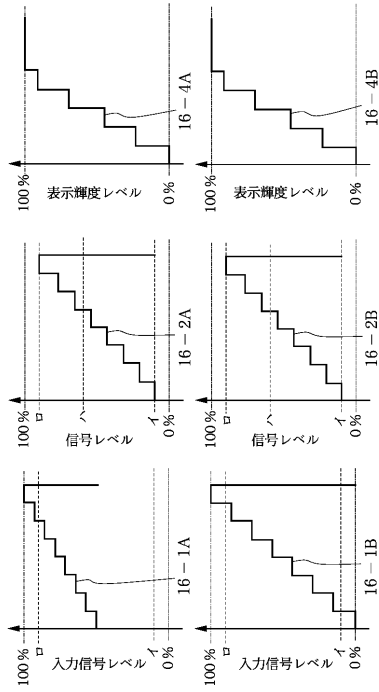 100%
ロ
入力信号レベル
イ
0%
16－1A
100%
ロ
ハ
信号レベル
イ
0%
16－2A
100%
表示輝度レベル
0%
16－4A
100%
ロ
入力信号レベル
イ
0%
16－1B
100%
ロ
ハ
信号レベル
イ
0%
16－2B
100%
表示輝度レベル
0%
16－4B